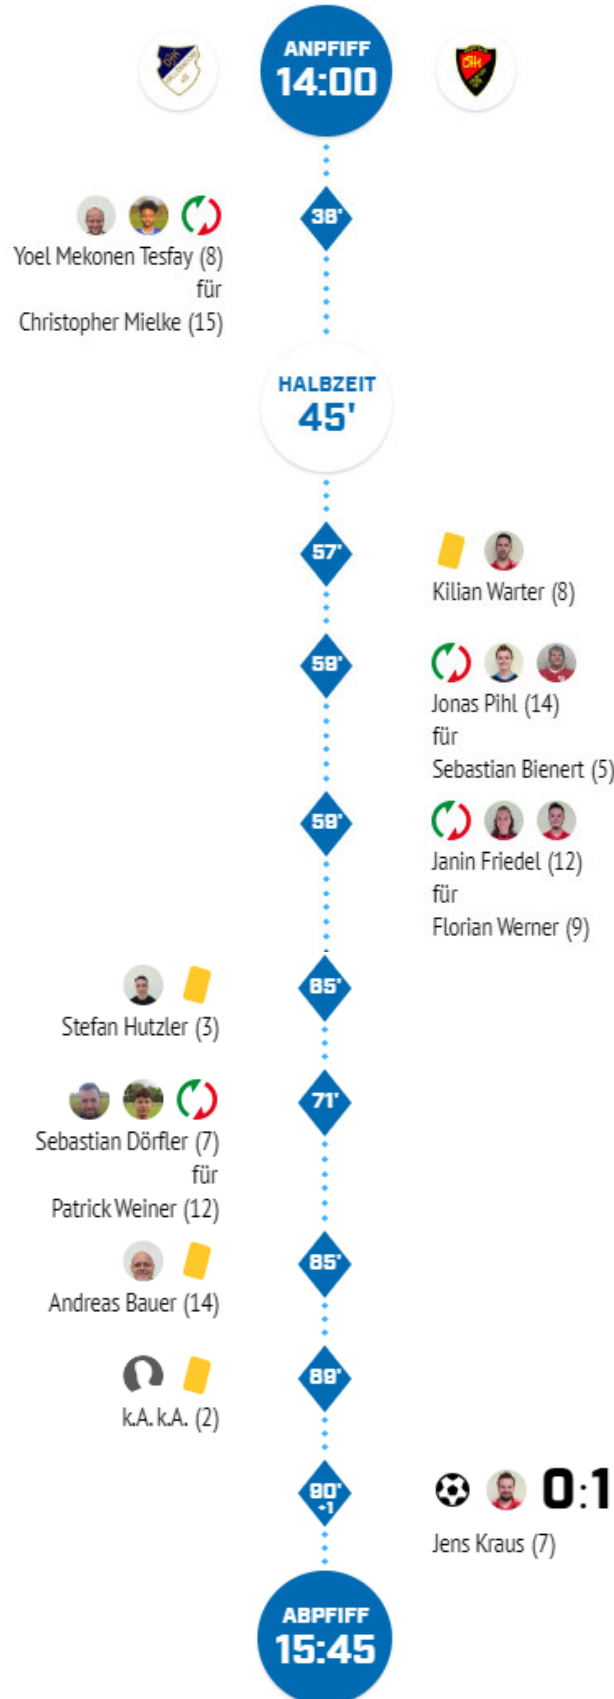 ANPFIFF
14:00
38'
Yoel Mekonen Tesfay (8)
für
Christopher Mielke (15)
HALBZEIT
45'
57'
Kilian Warter (8)
59'
Jonas Pihl (14)
für
Sebastian Bienert (5)
59'
Janin Friedel (12)
für
Florian Werner (9)
65'
Stefan Hutzler (3)
71'
Sebastian Dörfler (7)
für
Patrick Weiner (12)
85'
Andreas Bauer (14)
89'
k.A. k.A. (2)
90'
+1
0:1
Jens Kraus (7)
ABPFIFF
15:45